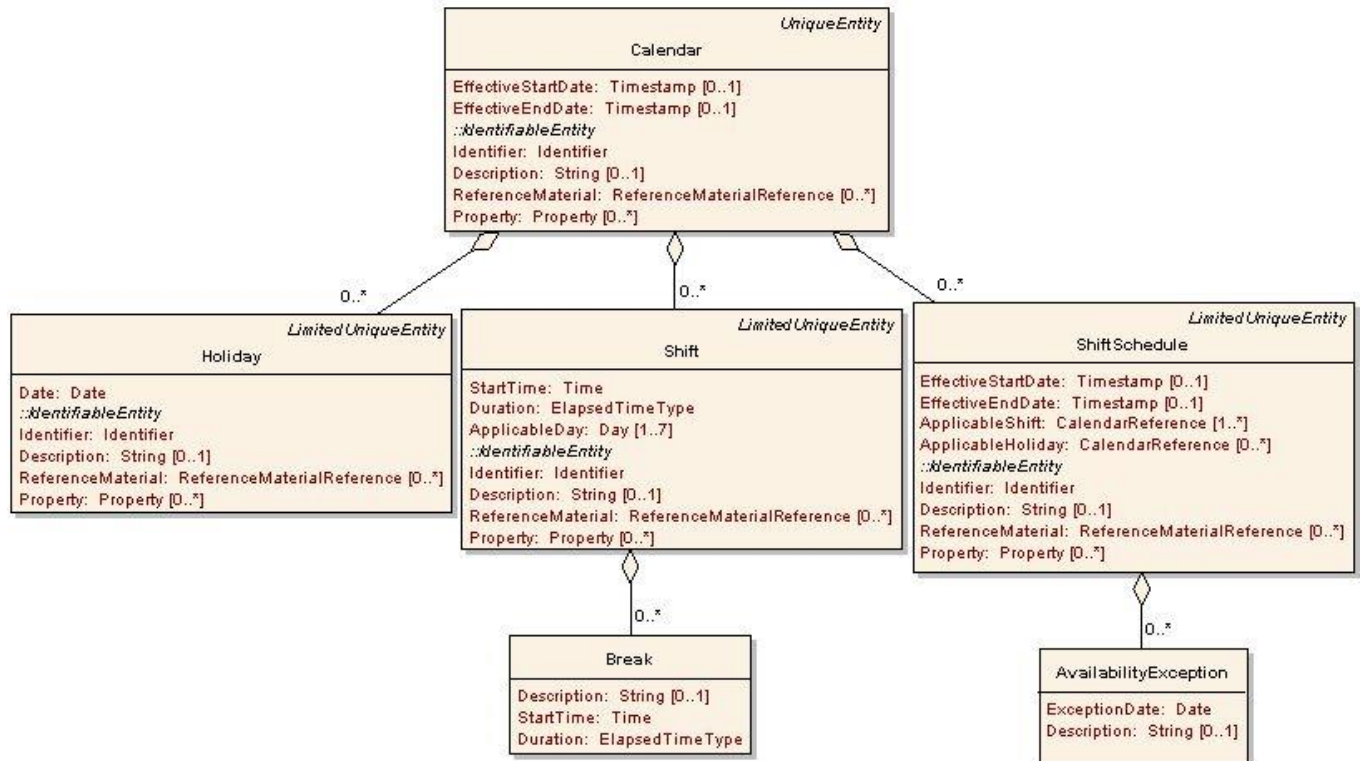 UniqueEntity
Calendar
EffectiveStartDate: Timestamp [0..1]
EffectiveEndDate: Timestamp [0..1]
::IdentifiableEntity
Identifier: Identifier
Description: String [0..1]
ReferenceMaterial: ReferenceMaterialReference [0..*]
Property: Property [0..*]
0..*
0..*
0..*
LimitedUniqueEntity
Holiday
Date: Date
::IdentifiableEntity
Identifier: Identifier
Description: String [0..1]
ReferenceMaterial: ReferenceMaterialReference [0..*]
Property: Property [0..*]
LimitedUniqueEntity
Shift
StartTime: Time
Duration: ElapsedTimeType
ApplicableDay: Day [1..7]
::IdentifiableEntity
Identifier: Identifier
Description: String [0..1]
ReferenceMaterial: ReferenceMaterialReference [0..*]
Property: Property [0..*]
LimitedUniqueEntity
ShiftSchedule
EffectiveStartDate: Timestamp [0..1]
EffectiveEndDate: Timestamp [0..1]
ApplicableShift: CalendarReference [1..*]
ApplicableHoliday: CalendarReference [0..*]
::IdentifiableEntity
Identifier: Identifier
Description: String [0..1]
ReferenceMaterial: ReferenceMaterialReference [0..*]
Property: Property [0..*]
0..*
Break
Description: String [0..1]
StartTime: Time
Duration: ElapsedTimeType
0..*
AvailabilityException
ExceptionDate: Date
Description: String [0..1]